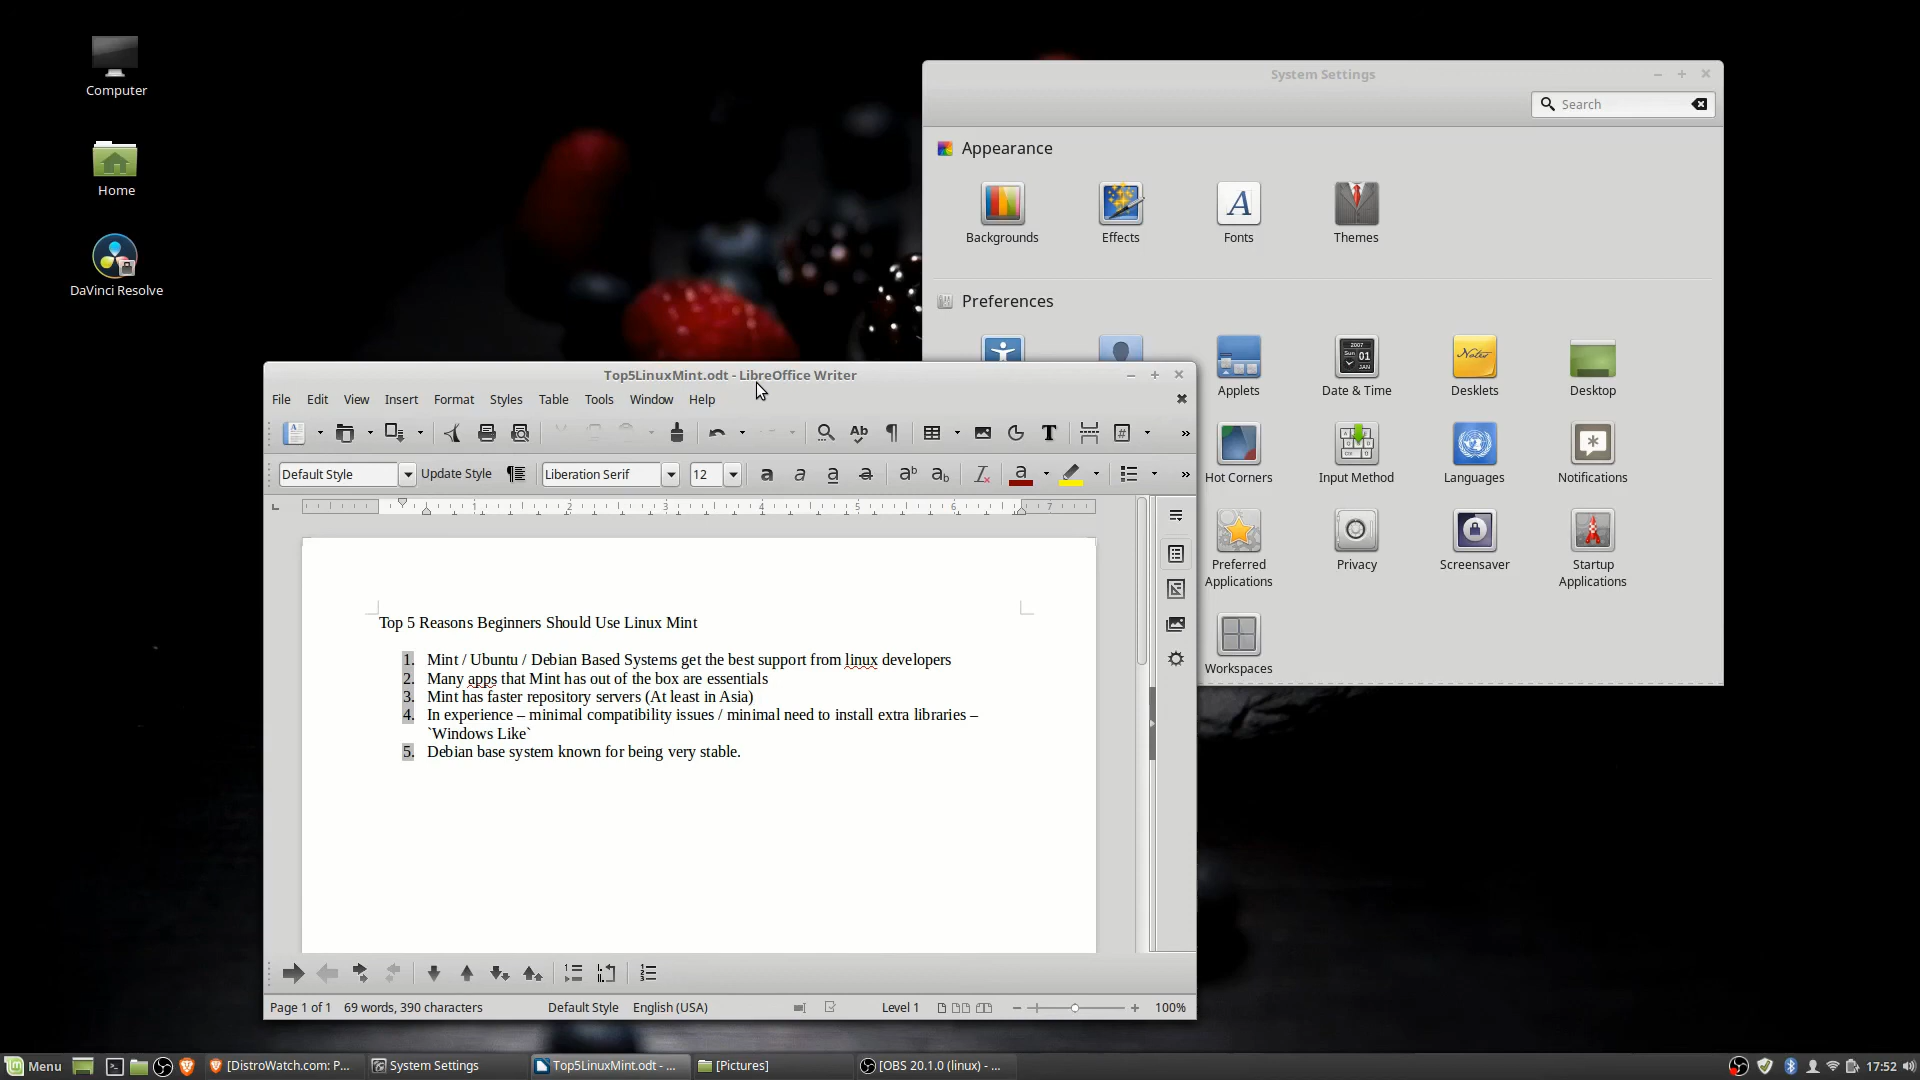 Computer
Home
DaVinci Resolve
System Settings
Search
Appearance
Backgrounds
Effects
Fonts
Themes
Preferences
Applets
Date & Time
Desklets
Desktop
Hot Corners
Input Method
Languages
Notifications
Preferred
Applications
Privacy
Screensaver
Startup
Applications
Workspaces
Top5LinuxMint.odt - LibreOffice Writer
File Edit View Insert Format Styles Table Tools Window Help
Default Style Update Style Liberation Serif 12
1 2 3 4 5 6 7
Top 5 Reasons Beginners Should Use Linux Mint
1. Mint / Ubuntu / Debian Based Systems get the best support from linux developers
2. Many apps that Mint has out of the box are essentials
3. Mint has faster repository servers (At least in Asia)
4. In experience – minimal compatibility issues / minimal need to install extra libraries –
`Windows Like`
5. Debian base system known for being very stable.
Page 1 of 1 69 words, 390 characters Default Style English (USA) Level 1 100%
Menu [DistroWatch.com: P... System Settings Top5LinuxMint.odt - ... [Pictures] [OBS 20.1.0 (linux) - ... 17:52